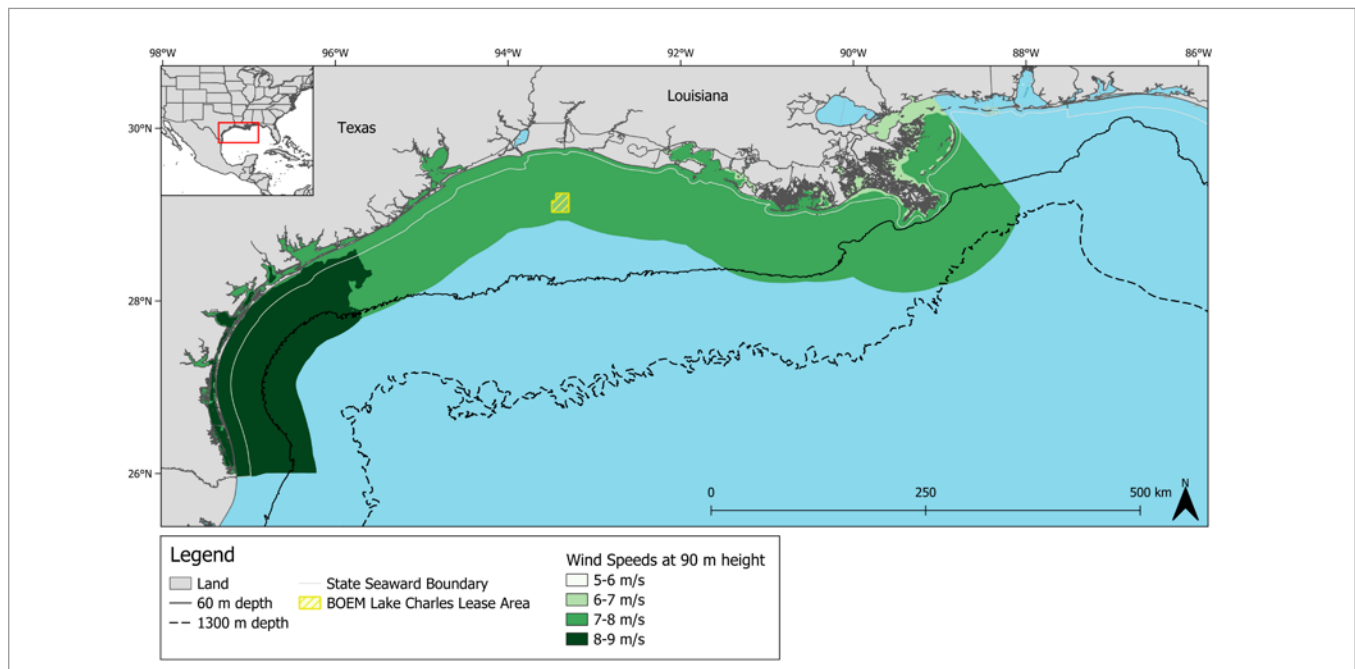 98°W 96°W 94°W 92°W 90°W 88°W 86°W
Louisiana
Texas
30°N
28°N
26°N
N
0 250 500 km
Legend
Land
60 m depth
1300 m depth
State Seaward Boundary
BOEM Lake Charles Lease Area
Wind Speeds at 90 m height
5-6 m/s
6-7 m/s
7-8 m/s
8-9 m/s